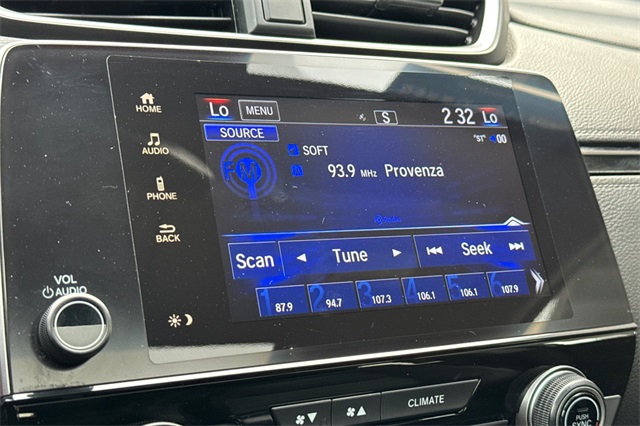 Lo MENU S 2 32 Lo
SOURCE
"ST" 00
FM
SOFT
93.9 MHz Provenza
HOME
AUDIO
PHONE
BACK
VOL
AUDIO
Scan ◄ Tune ► Seek
1 87.9 2 94.7 3 107.3 4 106.1 5 106.1 6 107.9
CLIMATE
PUSH
SYNC